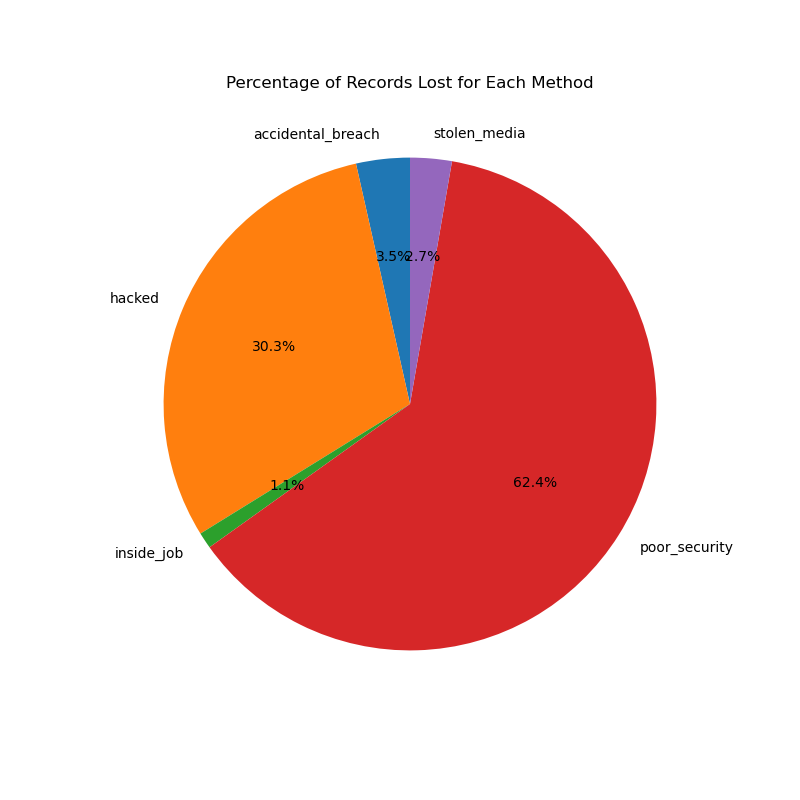 Percentage of Records Lost for Each Method
accidental_breach
stolen_media
3.5%
2.7%
hacked
30.3%
1.1%
62.4%
inside_job
poor_security